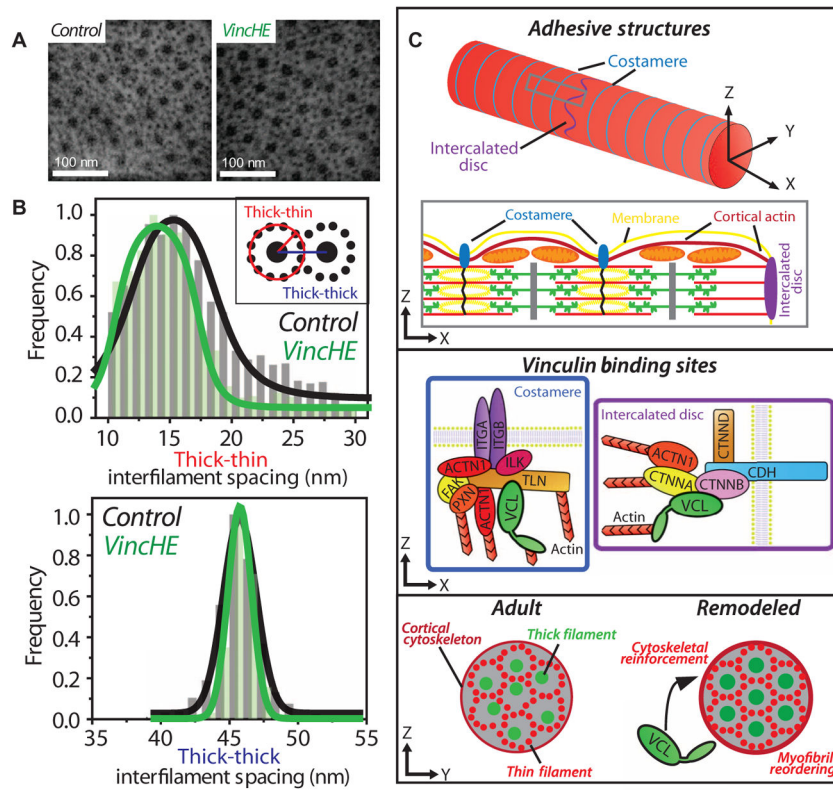 A
Control
VincHE
100 nm
100 nm
B
Frequency
1.0
0.8
0.6
0.4
0.2
0.0
Thick-thin
Thick-thick
Control
VincHE
10 15 20 25 30
Thick-thin
interfilament spacing (nm)
Frequency
1.0
0.8
0.6
0.4
0.2
0.0
Control
VincHE
35 40 45 50 55
Thick-thick
interfilament spacing (nm)
C
Adhesive structures
Costamere
Intercalated
disc
Z
Y
X
Costamere
Membrane
Cortical actin
Intercalated
disc
Z
X
Vinculin binding sites
Costamere
ITGA
ITGB
ACTN1
ILK
FAK
TLN
PXN
ACTN1
VCL
Actin
Intercalated disc
CTNND
ACTN1
CDH
CTNNA
CTNNB
VCL
Actin
Z
X
Adult
Remodeled
Cortical
cytoskeleton
Thick filament
Thin filament
Cytoskeletal
reinforcement
VCL
Myofibril
reordering
Z
Y